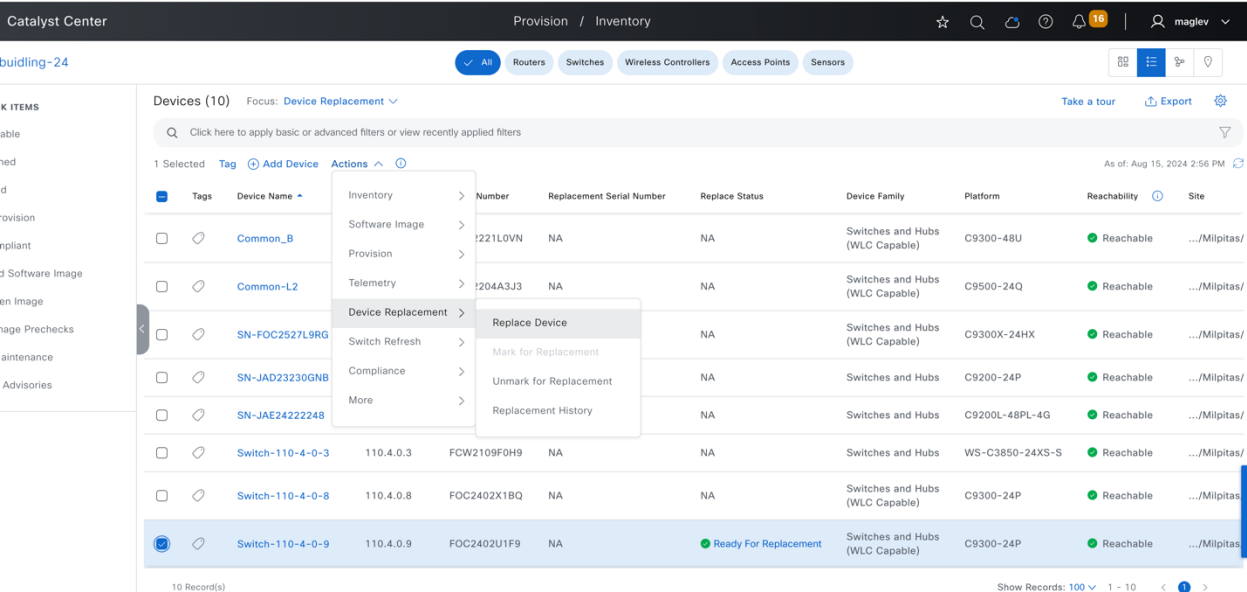 Catalyst Center
Provision / Inventory
16
maglev
buidling-24
All
Routers
Switches
Wireless Controllers
Access Points
Sensors
K ITEMS
able
ned
d
rovision
mpliant
d Software Image
en Image
nage Prechecks
aintenance
Advisories
Devices (10)
Focus: Device Replacement
Take a tour
Export
Click here to apply basic or advanced filters or view recently applied filters
1 Selected
Tag
Add Device
Actions
As of: Aug 15, 2024 2:56 PM
Tags
Device Name
Number
Replacement Serial Number
Replace Status
Device Family
Platform
Reachability
Site
Inventory
Software Image
Provision
Telemetry
Device Replacement
Switch Refresh
Compliance
More
Replace Device
Mark for Replacement
Unmark for Replacement
Replacement History
Common_B 2221L0VN NA NA Switches and Hubs (WLC Capable) C9300-48U Reachable .../Milpitas/
Common-L2 2204A3J3 NA NA Switches and Hubs (WLC Capable) C9500-24Q Reachable .../Milpitas/
SN-FOC2527L9RG NA Switches and Hubs (WLC Capable) C9300X-24HX Reachable .../Milpitas/
SN-JAD23230GNB NA Switches and Hubs C9200-24P Reachable .../Milpitas/
SN-JAE24222248 NA Switches and Hubs C9200L-48PL-4G Reachable .../Milpitas/
Switch-110-4-0-3 110.4.0.3 FCW2109F0H9 NA NA Switches and Hubs WS-C3850-24XS-S Reachable .../Milpitas/
Switch-110-4-0-8 110.4.0.8 FOC2402X1BQ NA NA Switches and Hubs (WLC Capable) C9300-24P Reachable .../Milpitas
Switch-110-4-0-9 110.4.0.9 FOC2402U1F9 NA Ready For Replacement Switches and Hubs (WLC Capable) C9300-24P Reachable .../Milpitas
10 Record(s)
Show Records: 100 1 - 10
1